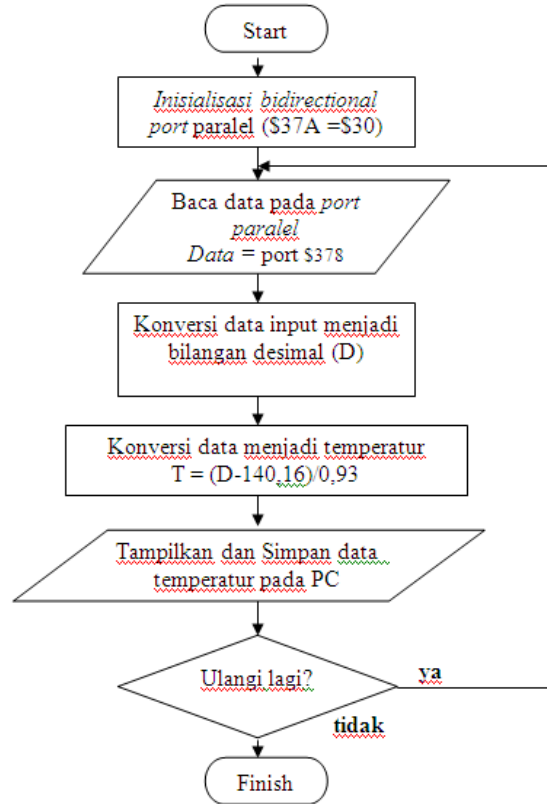 Start
Inisialisasi bidirectional
port paralel ($37A =$30)
Baca data pada port
paralel
Data = port $378
Konversi data input menjadi
bilangan desimal (D)
Konversi data menjadi temperatur
T = (D-140,16)/0,93
Tampilkan dan Simpan data
temperatur pada PC
Ulangi lagi?
ya
tidak
Finish